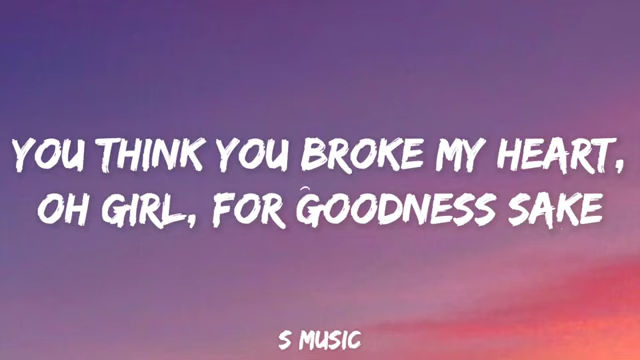 YOU THINK YOU BROKE MY HEART,
OH GIRL, FOR GOODNESS SAKE
S MUSIC